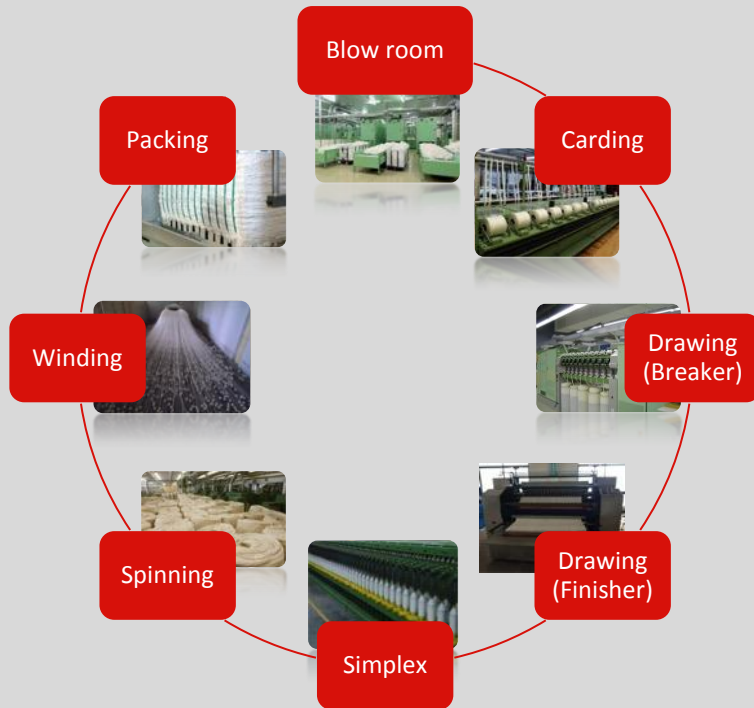 Blow room
Carding
Drawing
(Breaker)
Drawing
(Finisher)
Simplex
Spinning
Winding
Packing